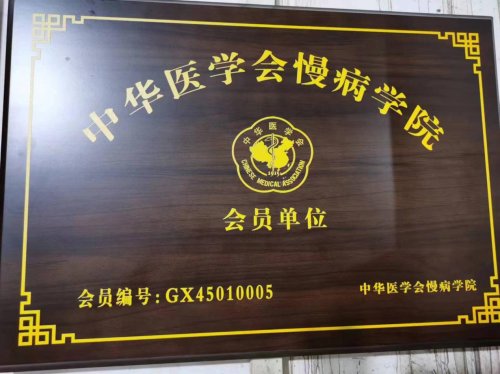 中华医学会慢病学院
中华医学会
1915
CHINESE MEDICAL ASSOCIATION
会员单位
会员编号:GX45010005
中华医学会慢病学院